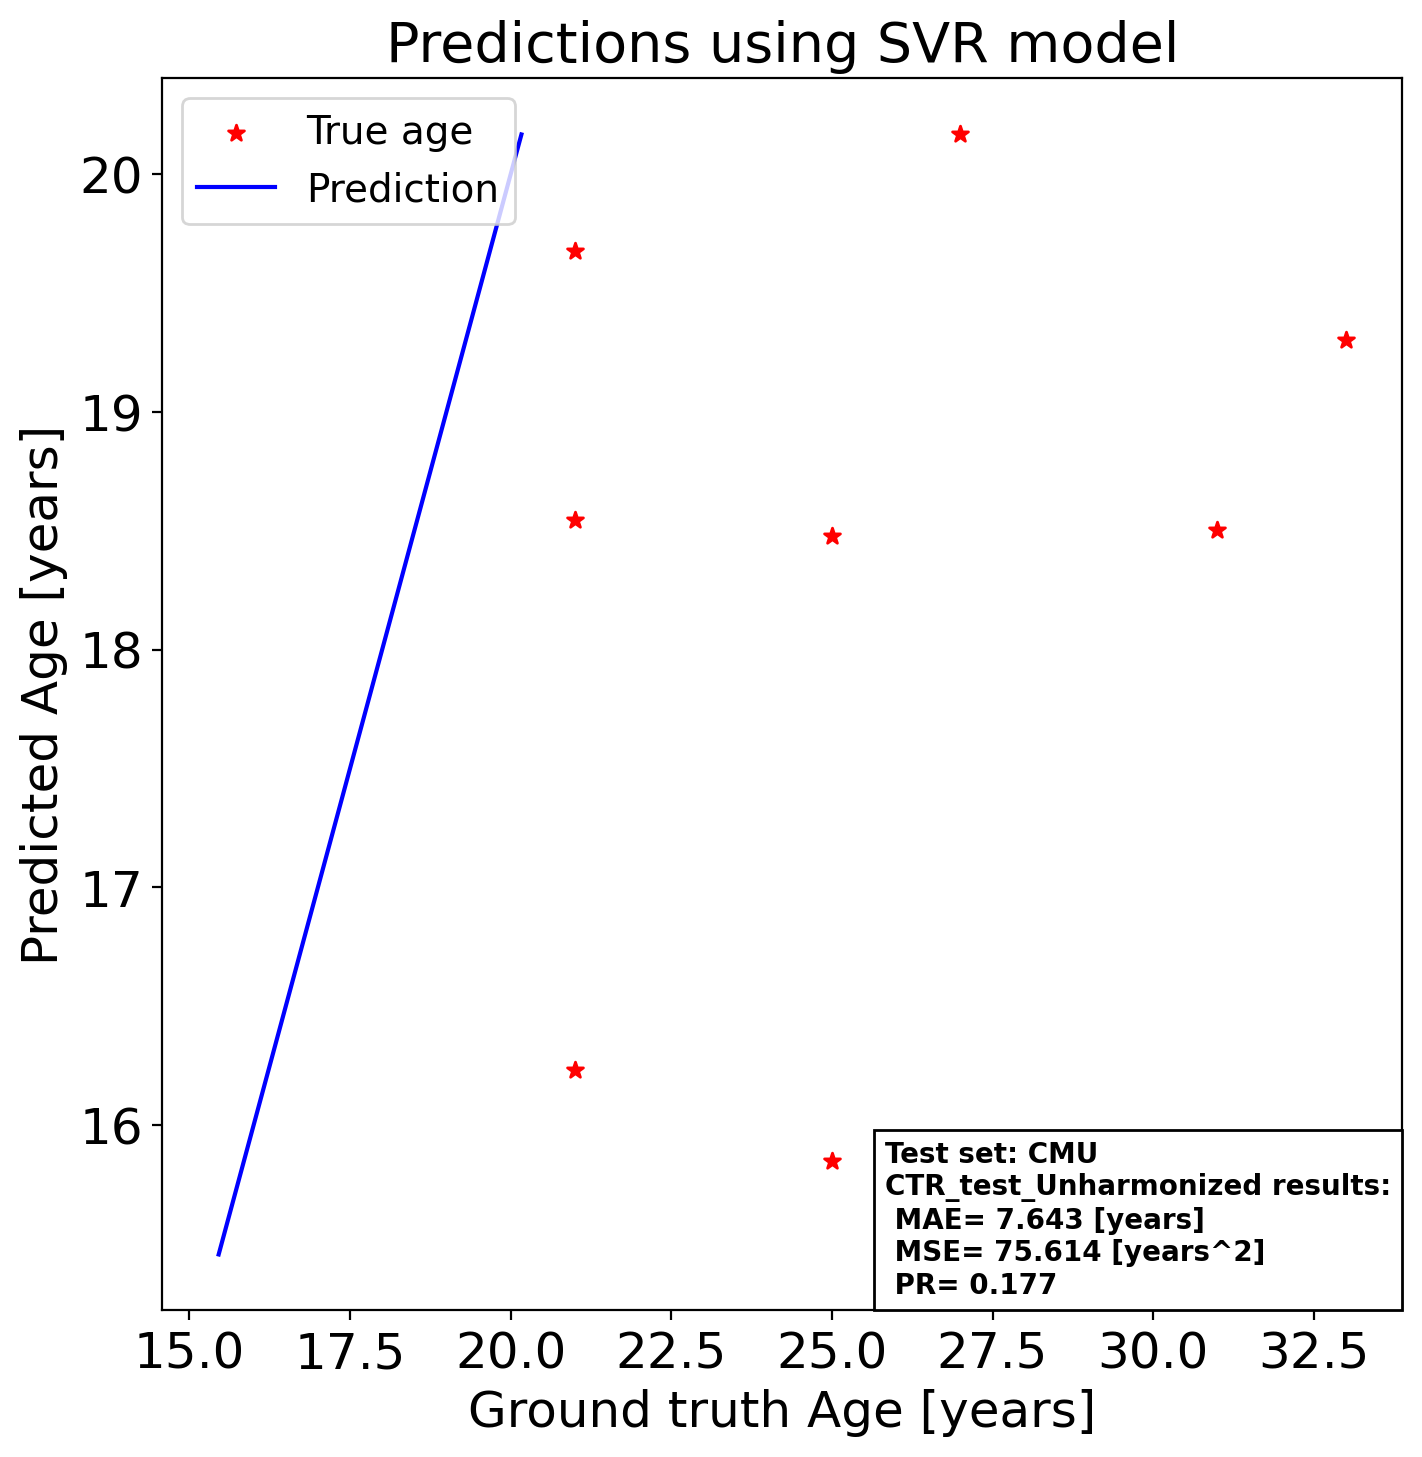 Predictions using SVR model
True age
Prediction
20
19
18
17
16
Predicted Age [years]
Test set: CMU
CTR_test_Unharmonized results:
MAE= 7.643 [years]
MSE= 75.614 [years^2]
PR= 0.177
15.0 17.5 20.0 22.5 25.0 27.5 30.0 32.5
Ground truth Age [years]